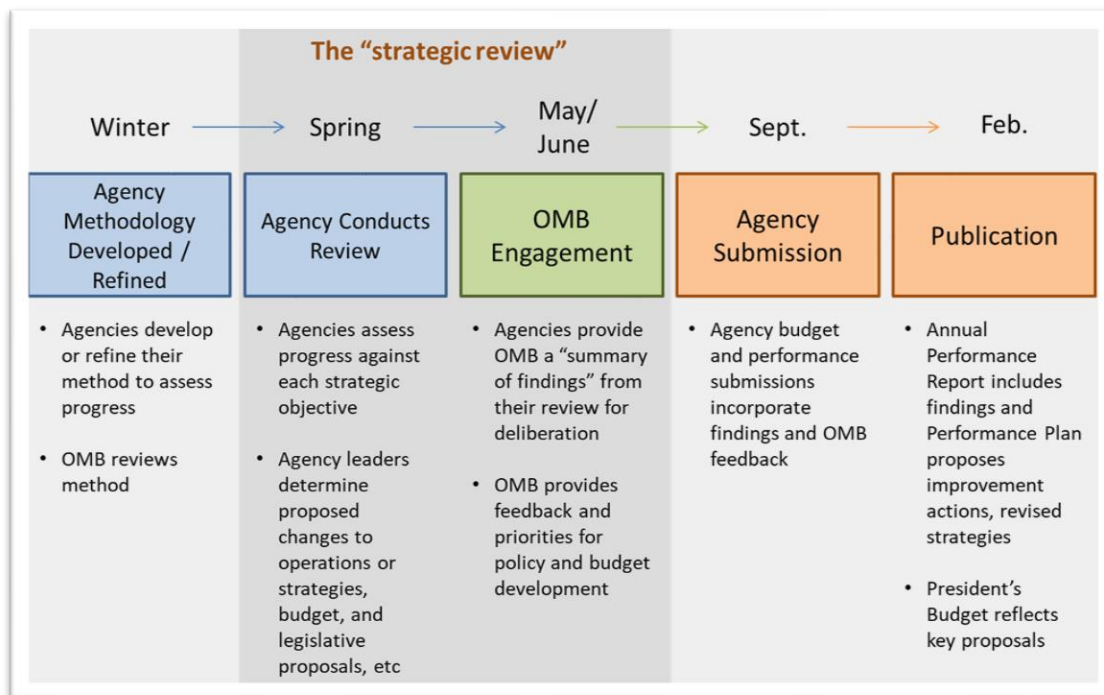 The “strategic review”
Winter
Spring
May/
June
Sept.
Feb.
Agency
Methodology
Developed /
Refined
Agency Conducts
Review
OMB
Engagement
Agency
Submission
Publication
• Agencies develop
or refine their
method to assess
progress
• OMB reviews
method
• Agencies assess
progress against
each strategic
objective
• Agency leaders
determine
proposed
changes to
operations or
strategies,
budget, and
legislative
proposals, etc
• Agencies provide
OMB a “summary
of findings” from
their review for
deliberation
• OMB provides
feedback and
priorities for
policy and budget
development
• Agency budget
and performance
submissions
incorporate
findings and OMB
feedback
• Annual
Performance
Report includes
findings and
Performance Plan
proposes
improvement
actions, revised
strategies
• President’s
Budget reflects
key proposals